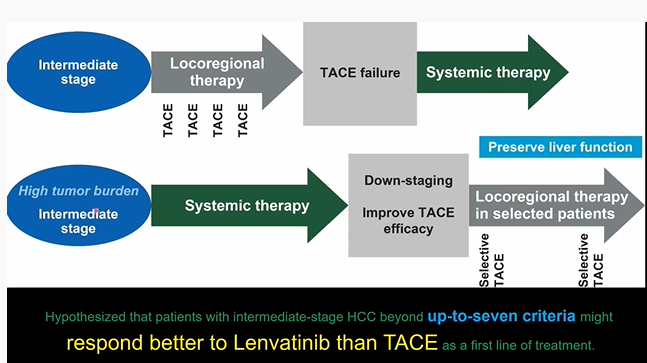 Intermediate
stage
Locoregional
therapy
TACE failure
Systemic therapy
TACE
TACE
TACE
TACE
Preserve liver function
High tumor burden
Intermediate
stage
Systemic therapy
Down-staging
Improve TACE
efficacy
Locoregional therapy
in selected patients
Selective
TACE
Selective
TACE
Hypothesized that patients with intermediate-stage HCC beyond up-to-seven criteria might
respond better to Lenvatinib than TACE as a first line of treatment.